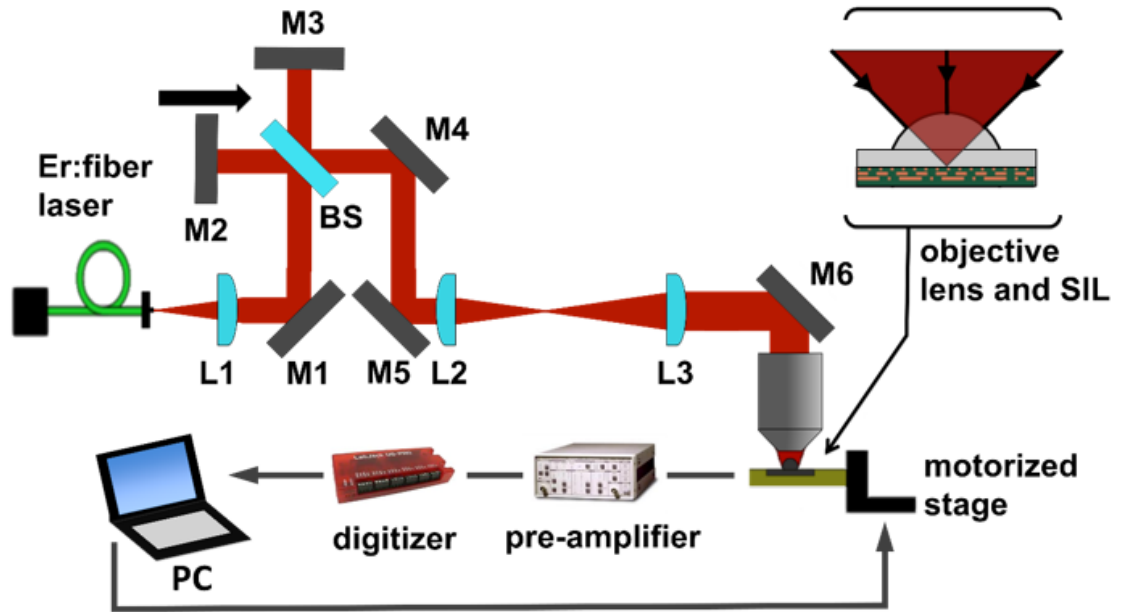 M3
M4
Er:fiber
laser
M2
BS
M6
objective
lens and SIL
L1
M1
M5
L2
L3
motorized
stage
digitizer
pre-amplifier
PC